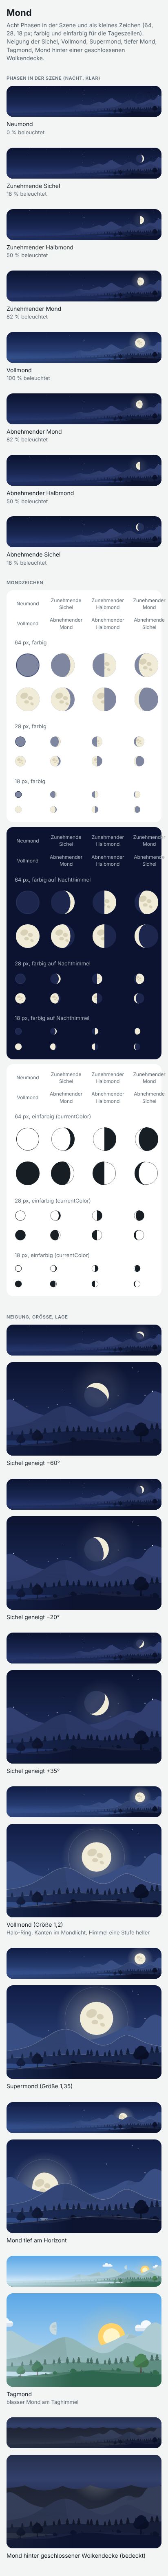 Mond
Acht Phasen in der Szene und als kleines Zeichen (64,
28, 18 px; farbig und einfarbig für die Tageszeiten).
Neigung der Sichel, Vollmond, Supermond, tiefer Mond,
Tagmond, Mond hinter einer geschlossenen
Wolkendecke.
PHASEN IN DER SZENE (NACHT, KLAR)
Neumond
0 % beleuchtet
Zunehmende Sichel
18 % beleuchtet
Zunehmender Halbmond
50 % beleuchtet
Zunehmender Mond
82 % beleuchtet
Vollmond
100 % beleuchtet
Abnehmender Mond
82 % beleuchtet
Abnehmender Halbmond
50 % beleuchtet
Abnehmende Sichel
18 % beleuchtet
MONDZEICHEN
Neumond Zunehmende Sichel Zunehmender Halbmond Zunehmender Mond
Vollmond Abnehmender Mond Abnehmender Halbmond Abnehmende Sichel
64 px, farbig
28 px, farbig
18 px, farbig
Neumond Zunehmende Sichel Zunehmender Halbmond Zunehmender Mond
Vollmond Abnehmender Mond Abnehmender Halbmond Abnehmende Sichel
64 px, farbig auf Nachthimmel
28 px, farbig auf Nachthimmel
18 px, farbig auf Nachthimmel
Neumond Zunehmende Sichel Zunehmender Halbmond Zunehmender Mond
Vollmond Abnehmender Mond Abnehmender Halbmond Abnehmende Sichel
64 px, einfarbig (currentColor)
28 px, einfarbig (currentColor)
18 px, einfarbig (currentColor)
NEIGUNG, GRÖSSE, LAGE
Sichel geneigt −60°
Sichel geneigt −20°
Sichel geneigt +35°
Vollmond (Größe 1,2)
Halo-Ring, Kanten im Mondlicht, Himmel eine Stufe heller
Supermond (Größe 1,35)
Mond tief am Horizont
Tagmond
blasser Mond am Taghimmel
Mond hinter geschlossener Wolkendecke (bedeckt)